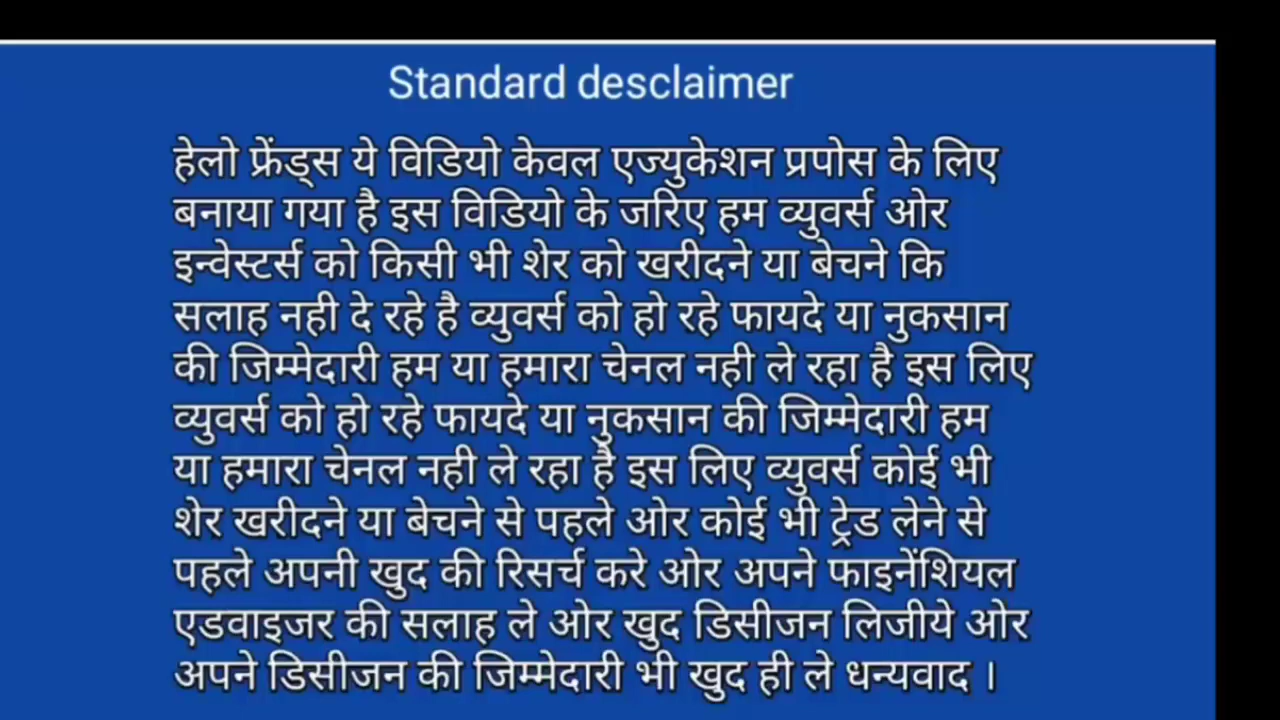 Standard desclaimer
हेलो फ्रेंड्स ये विडियो केवल एज्युकेशन प्रपोस के लिए
बनाया गया है इस विडियो के जरिए हम व्युवर्स ओर
इन्वेस्टर्स को किसी भी शेर को खरीदने या बेचने कि
सलाह नही दे रहे है व्युवर्स को हो रहे फायदे या नुकसान
की जिम्मेदारी हम या हमारा चेनल नही ले रहा है इस लिए
व्युवर्स को हो रहे फायदे या नुकसान की जिम्मेदारी हम
या हमारा चेनल नही ले रहा है इस लिए व्युवर्स कोई भी
शेर खरीदने या बेचने से पहले ओर कोई भी ट्रेड लेने से
पहले अपनी खुद की रिसर्च करे ओर अपने फाइनेंशियल
एडवाइजर की सलाह ले ओर खुद डिसीजन लिजीये ओर
अपने डिसीजन की जिम्मेदारी भी खुद ही ले धन्यवाद ।